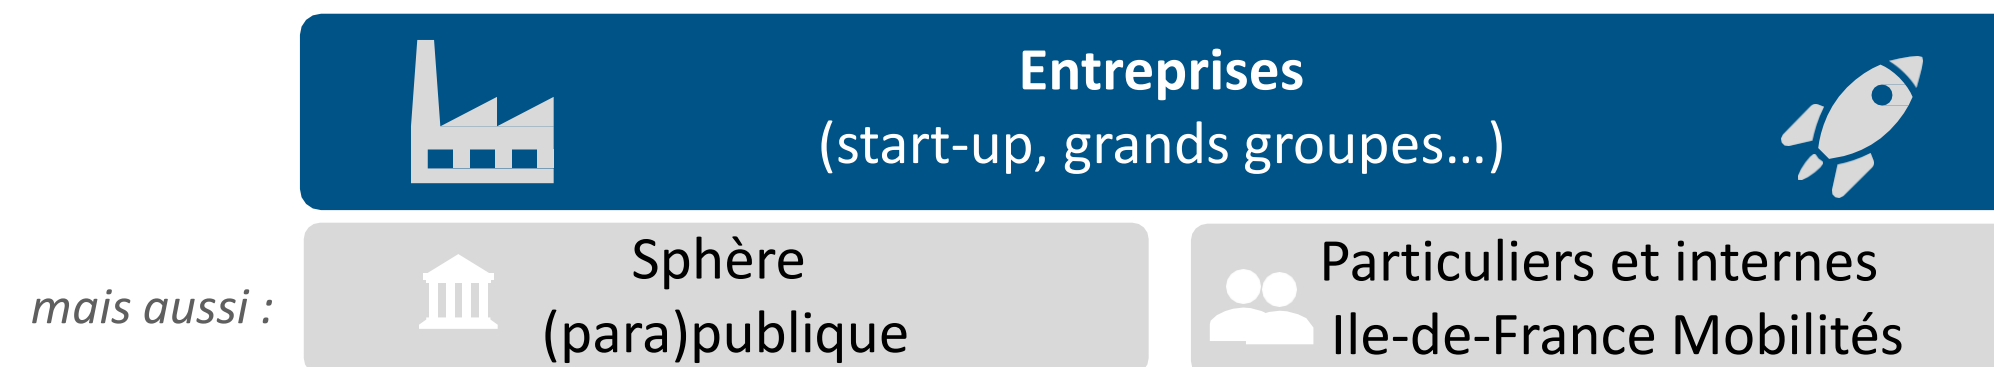 Entreprises
(start-up, grands groupes…)
mais aussi :
Sphère
(para)publique
Particuliers et internes
Ile-de-France Mobilités